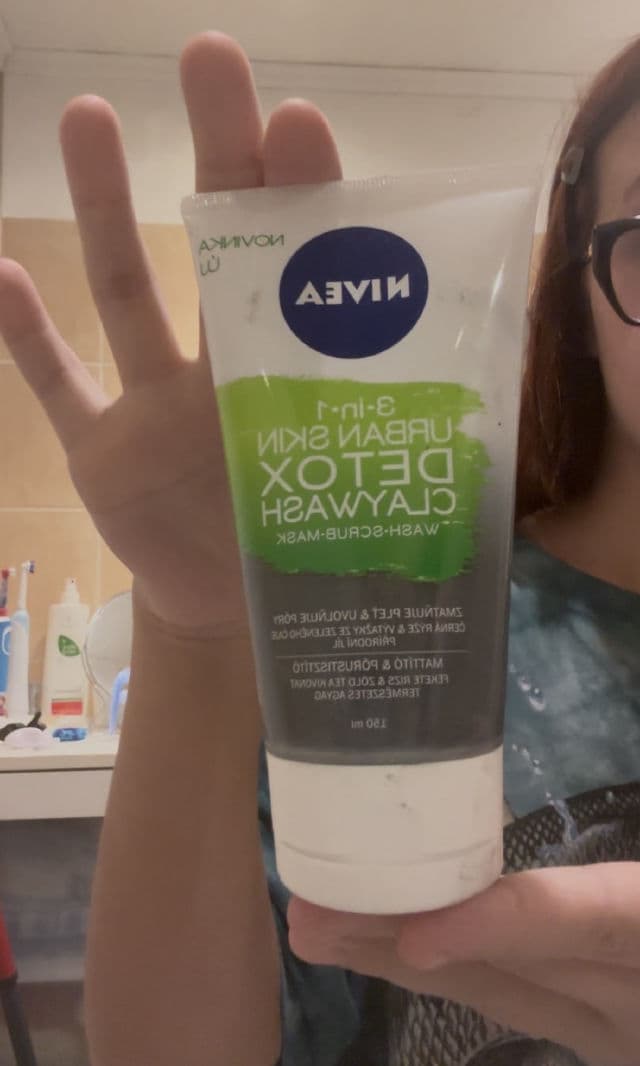 NOVINKA
ÚJ
NIVEA
3-in-1
URBAN SKIN
DETOX
CLAYWASH
WASH-SCRUB-MASK
ZMATŇUJE PLEŤ & UVOLŇUJE PÓRY
ČERNÁ RÝŽE & VÝTAŽKY ZE ZELENÉHO ČAJE
PŘÍRODNÍ JÍL
MATTÍTÓ & PÓRUSTISZTÍTÓ
FEKETE RIZS & ZÖLD TEA KIVONAT
TERMÉSZETES AGYAG
150 ml